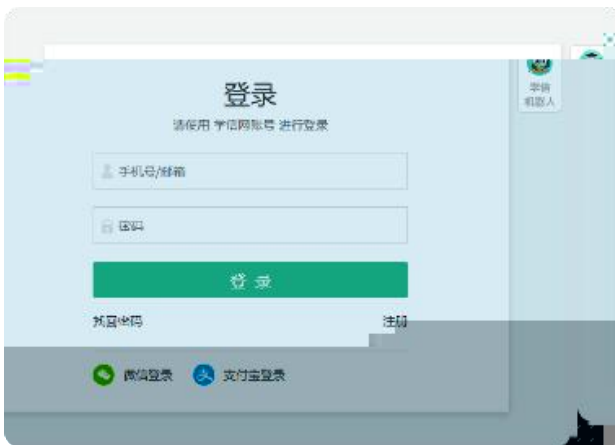 登录
请使用 学信网账号 进行登录
学信
机器人
手机号/邮箱
密码
登录
找回密码
注册
微信登录
支付宝登录